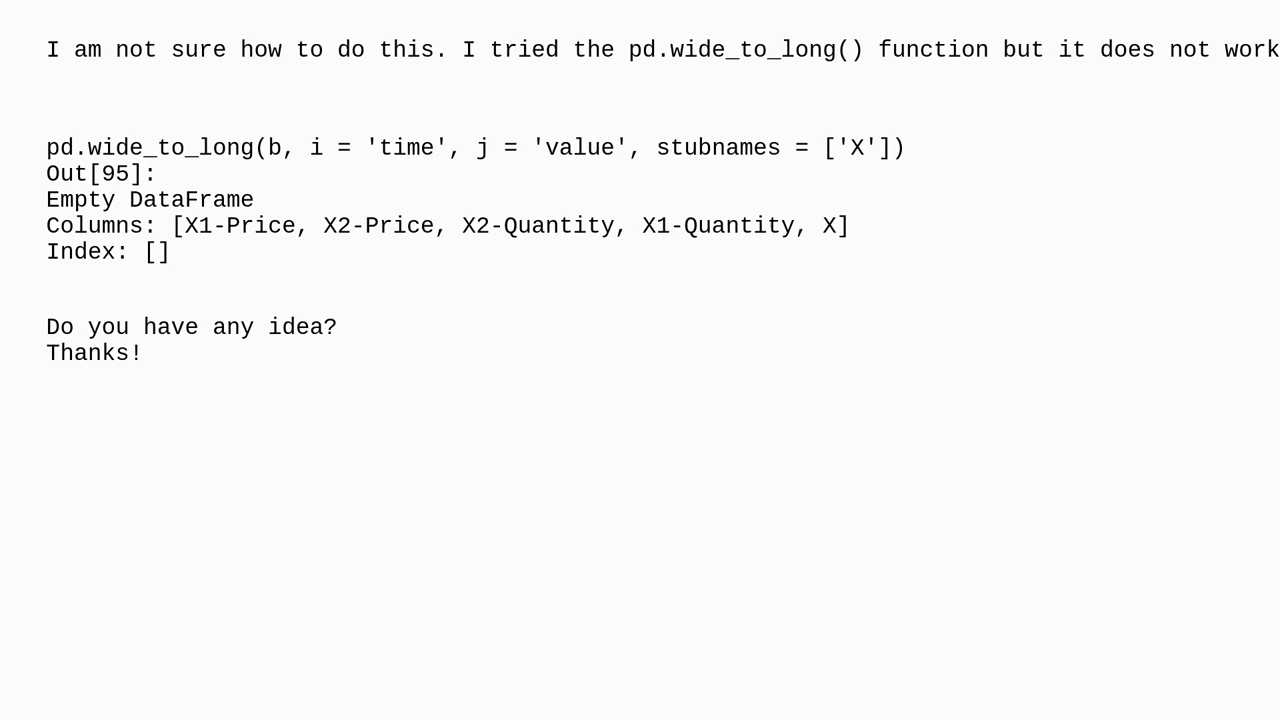 I am not sure how to do this. I tried the pd.wide_to_long() function but it does not work
pd.wide_to_long(b, i = 'time', j = 'value', stubnames = ['X'])
Out[95]:
Empty DataFrame
Columns: [X1-Price, X2-Price, X2-Quantity, X1-Quantity, X]
Index: []
Do you have any idea?
Thanks!